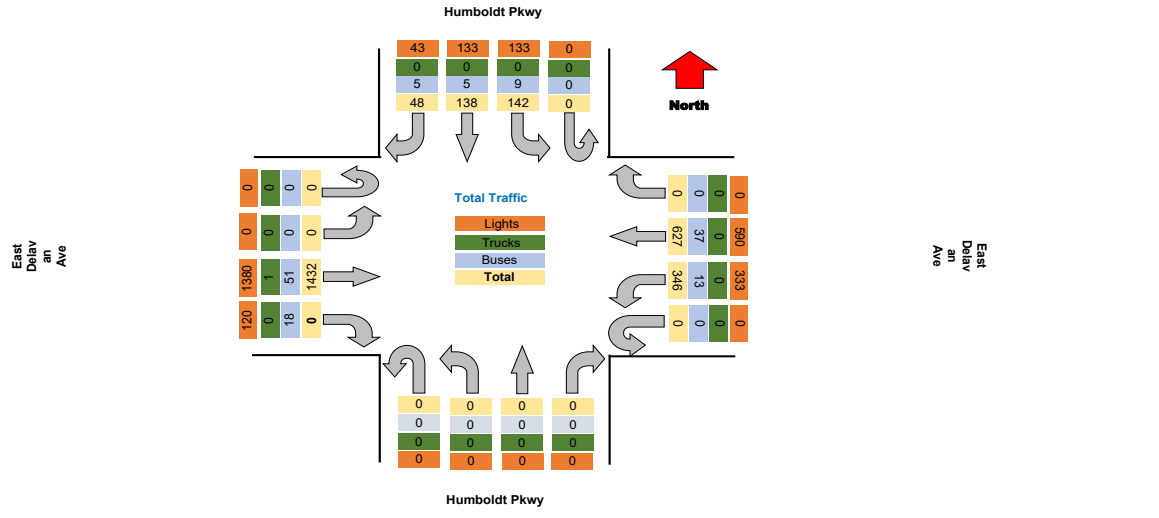 Humboldt Pkwy
43 133 133 0
0 0 0 0
5 5 9 0
48 138 142 0
North
0 0 0 0
0 0 0 0
1380 1 51 1432
120 0 18 0
East
Delav
an
Ave
Total Traffic
Lights
Trucks
Buses
Total
0 0 0 0
627 37 0 590
346 13 0 333
0 0 0 0
East
Delav
an
Ave
0 0 0 0
0 0 0 0
0 0 0 0
0 0 0 0
Humboldt Pkwy